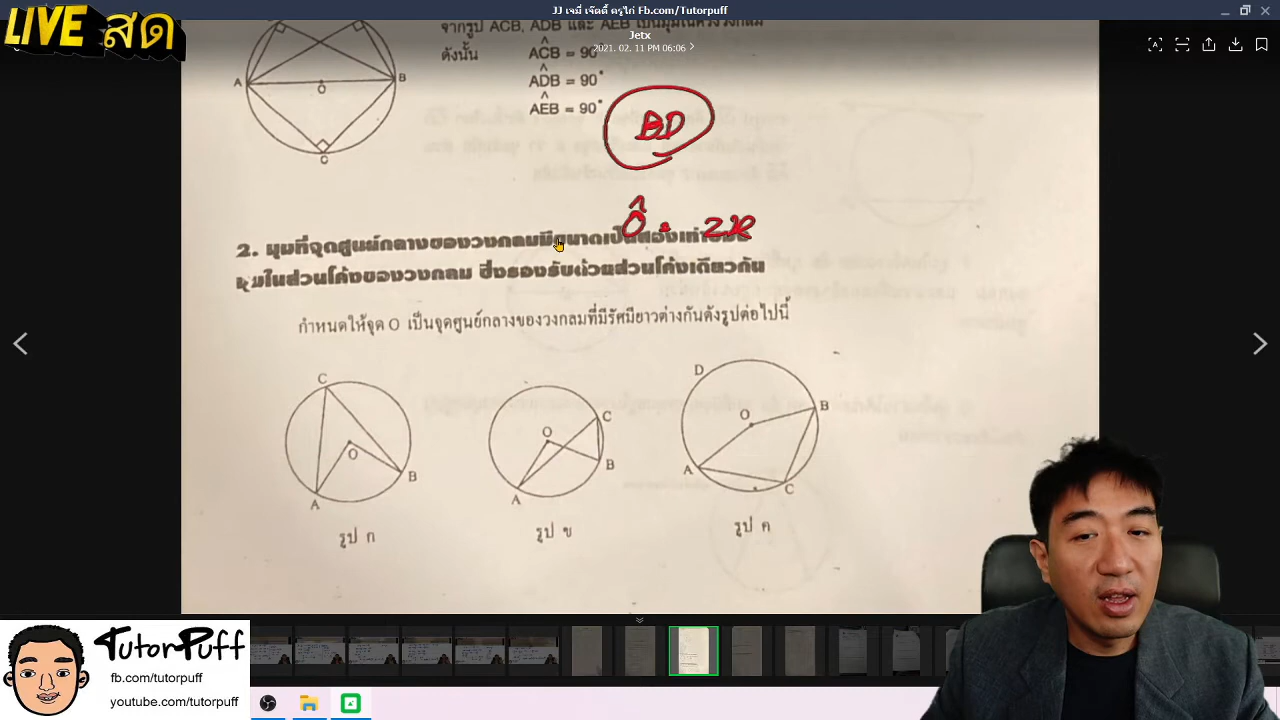 JJ เจมี่ เจ๊ตตี้ ครูไก่ Fb.com/Tutorpuff
LIVE สด
Jetx
2021. 02. 11 PM 06:06
จากรูป ACB, ADB และ AEB เป็นมุมในครึ่งวงกลม
ดังนั้น AĈB = 90°
AD̂B = 90°
AÊB = 90°
A
O
B
C
BD
Ô = 2
2. มุมที่จุดศูนย์กลางของวงกลมมีขนาดเป็นสองเท่าของ
มุมในส่วนโค้งของวงกลม ซึ่งรองรับด้วยส่วนโค้งเดียวกัน
กำหนดให้จุด O เป็นจุดศูนย์กลางของวงกลมที่มีรัศมียาวต่างกันดังรูปต่อไปนี้
C
O
A
B
รูป ก
O
C
B
A
รูป ข
D
O
B
A
C
รูป ค
TUTORPUFF
fb.com/tutorpuff
youtube.com/tutorpuff